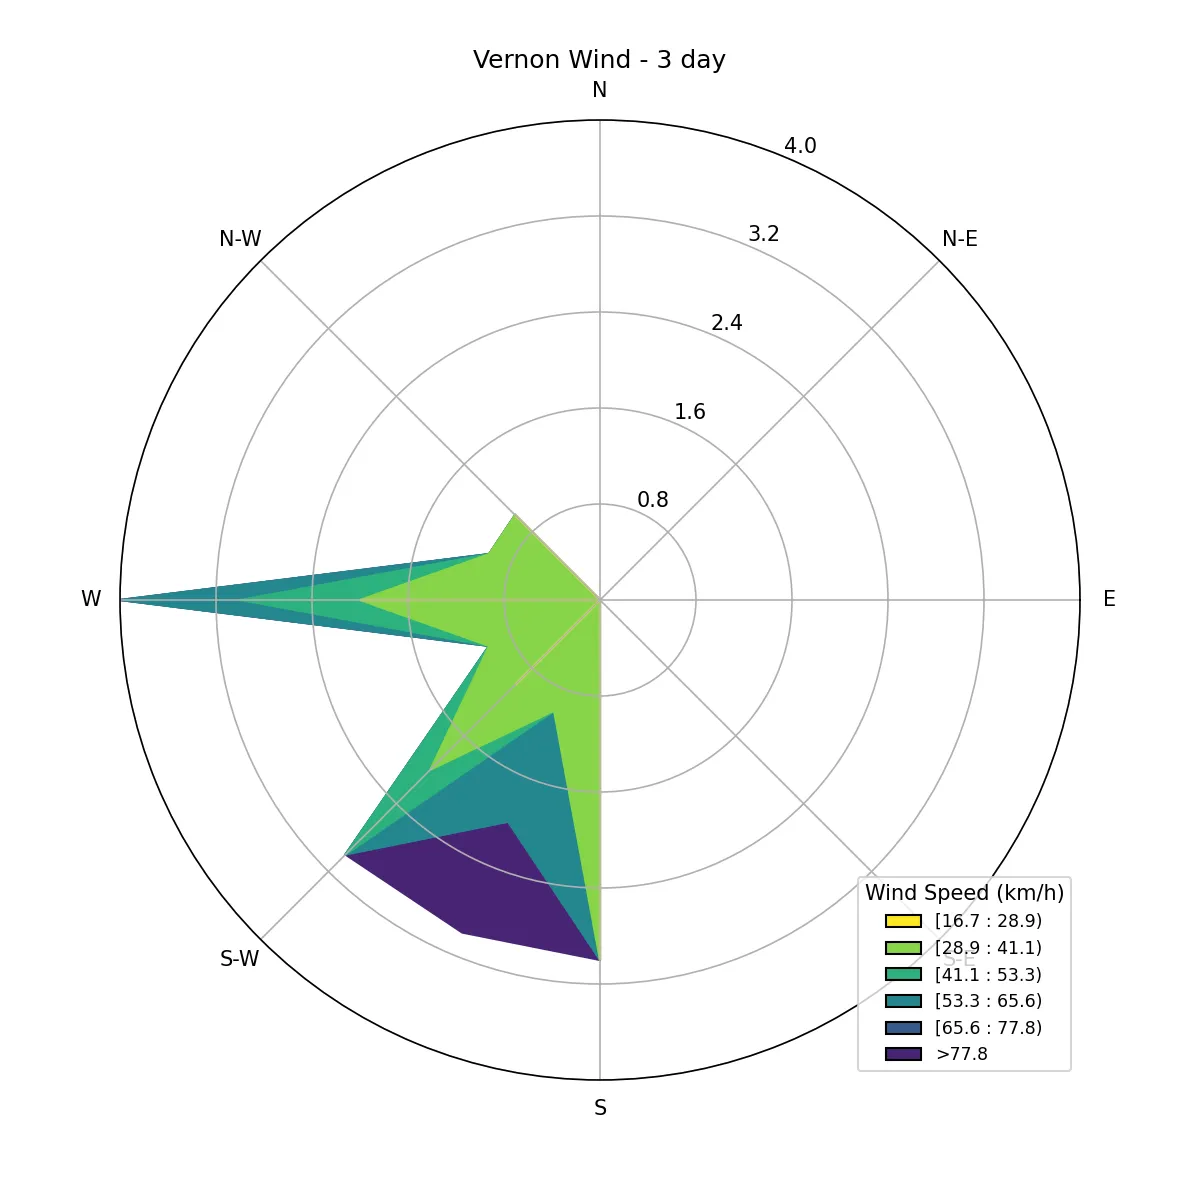 Vernon Wind - 3 day
N
4.0
N-W
N-E
3.2
2.4
1.6
0.8
W
E
Wind Speed (km/h)
[16.7 : 28.9)
[28.9 : 41.1)
S-W
S-E
[41.1 : 53.3)
[53.3 : 65.6)
[65.6 : 77.8)
>77.8
S